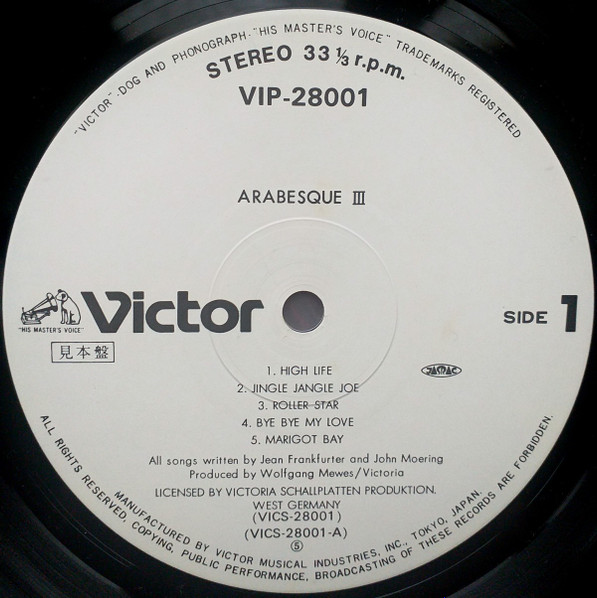 "VICTOR"-DOG AND PHONOGRAPH-"HIS MASTER'S VOICE" TRADEMARKS REGISTERED
STEREO 33 ⅓ r.p.m.
VIP-28001
ARABESQUE Ⅲ
"HIS MASTER'S VOICE"
Victor
SIDE 1
見本盤
JASRAC
1. HIGH LIFE
2. JINGLE JANGLE JOE
3. ROLLER STAR
4. BYE BYE MY LOVE
5. MARIGOT BAY
All songs written by Jean Frankfurter and John Moering
Produced by Wolfgang Mewes/Victoria
LICENSED BY VICTORIA SCHALLPLATTEN PRODUKTION.
WEST GERMANY
(VICS-28001)
(VICS-28001-A)
⑤
MANUFACTURED BY VICTOR MUSICAL INDUSTRIES, INC., TOKYO, JAPAN.
ALL RIGHTS RESERVED, COPYING, PUBLIC PERFORMANCE, BROADCASTING OF THESE RECORDS ARE FORBIDDEN.